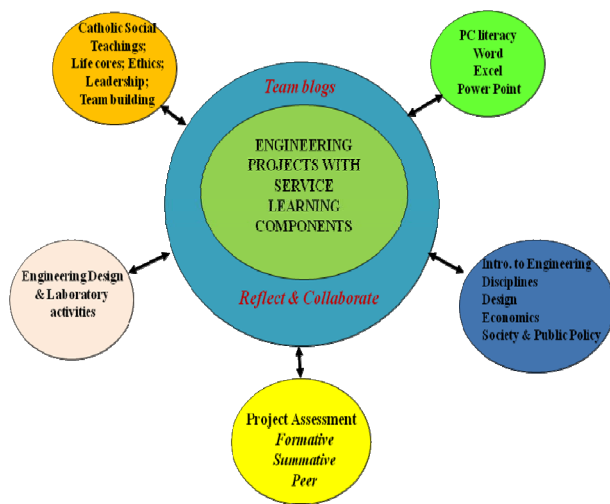 Catholic Social
Teachings;
Life cores; Ethics;
Leadership;
Team building
PC literacy
Word
Excel
Power Point
Team blogs
ENGINEERING
PROJECTS WITH
SERVICE
LEARNING
COMPONENTS
Reflect & Collaborate
Engineering Design
& Laboratory
activities
Intro. to Engineering
Disciplines
Design
Economics
Society & Public Policy
Project Assessment
Formative
Summative
Peer